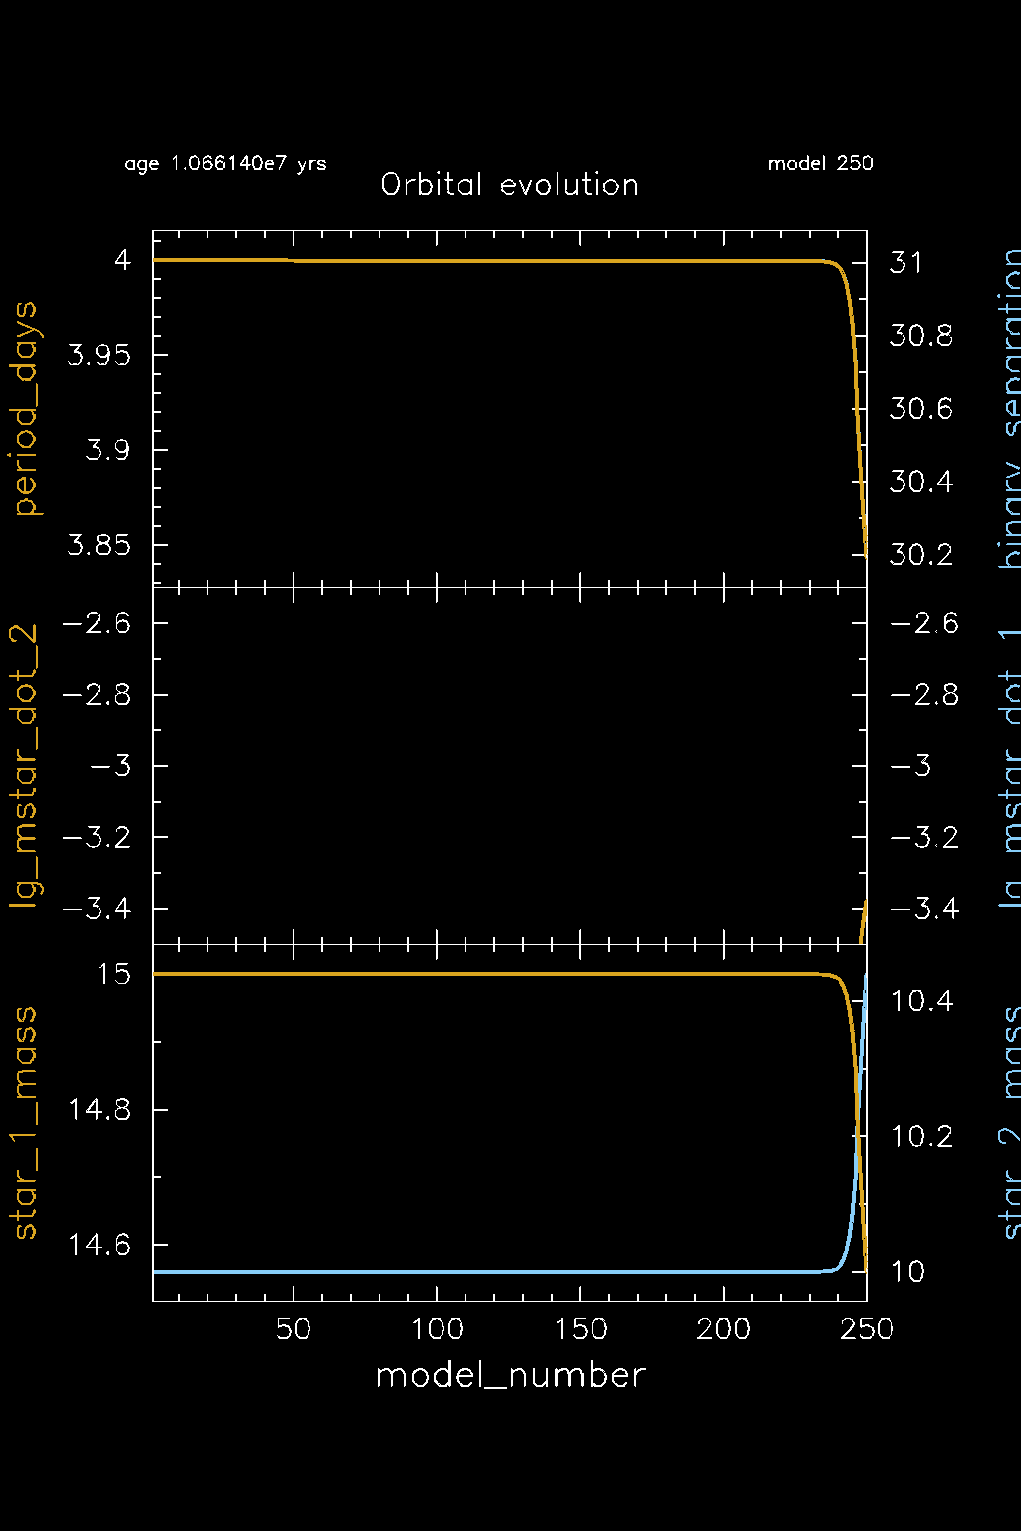 age 1.066140e7 yrs
model 250
Orbital evolution
period_days
4
3.95
3.9
3.85
31
30.8
30.6
30.4
30.2
binary_separation
lg_mstar_dot_2
−2.6
−2.8
−3
−3.2
−3.4
−2.6
−2.8
−3
−3.2
−3.4
lg_mstar_dot_1
star_1_mass
15
14.8
14.6
10.4
10.2
10
star_2_mass
50 100 150 200 250
model_number